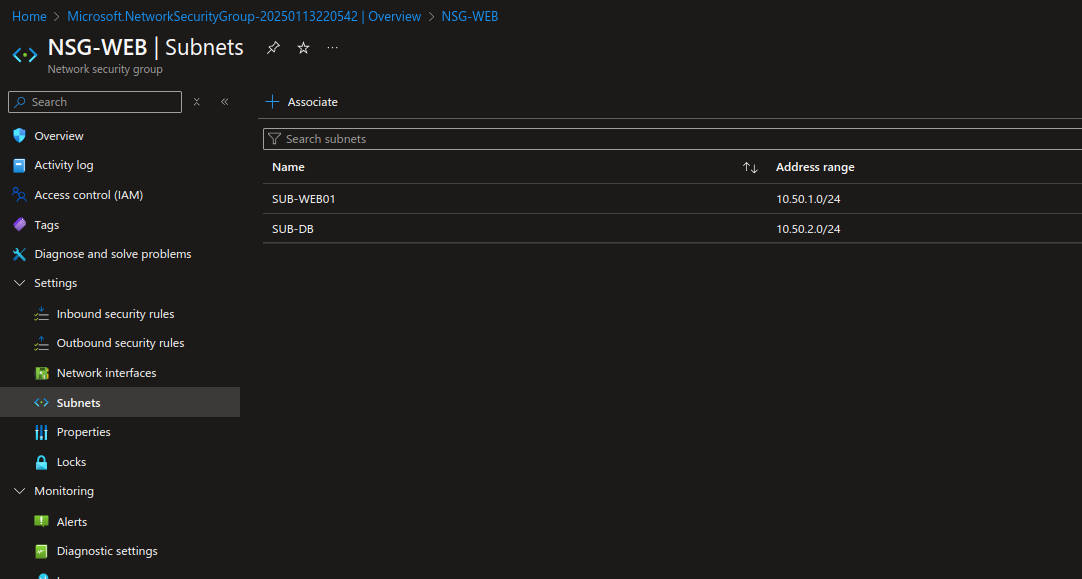 Home > Microsoft.NetworkSecurityGroup-20250113220542 | Overview > NSG-WEB
NSG-WEB | Subnets
Network security group
Search
Overview
Activity log
Access control (IAM)
Tags
Diagnose and solve problems
Settings
Inbound security rules
Outbound security rules
Network interfaces
Subnets
Properties
Locks
Monitoring
Alerts
Diagnostic settings
Associate
Search subnets
Name Address range
SUB-WEB01 10.50.1.0/24
SUB-DB 10.50.2.0/24